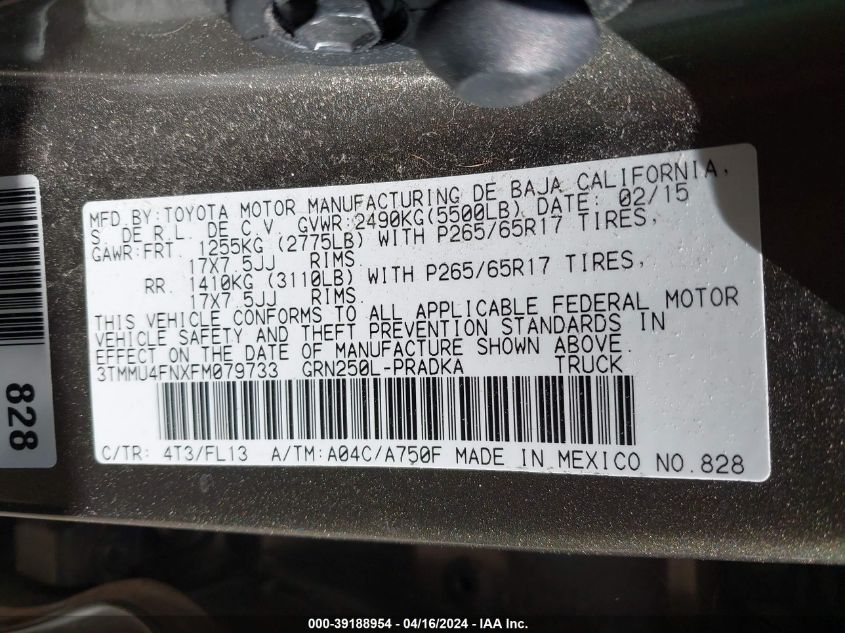 MFD. BY: TOYOTA MOTOR MANUFACTURING DE BAJA CALIFORNIA,
S. DE R.L. DE C.V. GVWR:2490KG(5500LB) DATE: 02/15
GAWR:FRT. 1255KG (2775LB) WITH P265/65R17 TIRES,
17X7.5JJ RIMS.
RR. 1410KG (3110LB) WITH P265/65R17 TIRES,
17X7.5JJ RIMS.
THIS VEHICLE CONFORMS TO ALL APPLICABLE FEDERAL MOTOR
VEHICLE SAFETY AND THEFT PREVENTION STANDARDS IN
EFFECT ON THE DATE OF MANUFACTURE SHOWN ABOVE.
3TMMU4FNXFM079733 GRN250L-PRADKA TRUCK
C/TR: 4T3/FL13 A/TM:A04C/A750F MADE IN MEXICO NO.828
828
000-39188954 - 04/16/2024 - IAA Inc.